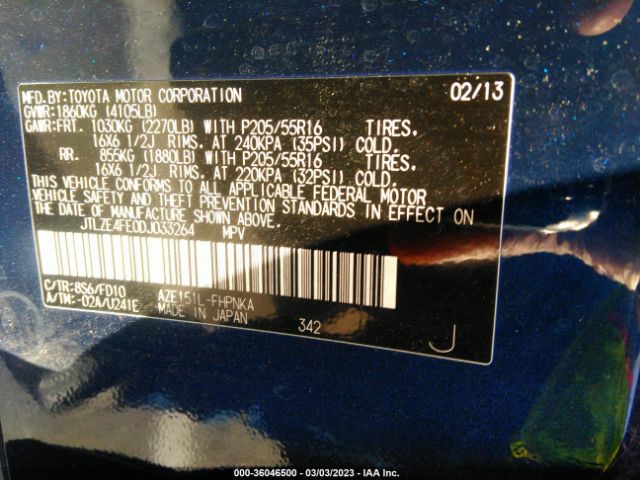 MFD.BY:TOYOTA MOTOR CORPORATION 02/13
GVWR:1860KG (4105LB)
GAWR:FRT. 1030KG (2270LB) WITH P205/55R16 TIRES.
16X6 1/2J RIMS. AT 240KPA (35PSI) COLD.
RR. 855KG (1880LB) WITH P205/55R16 TIRES.
16X6 1/2J RIMS. AT 220KPA (32PSI) COLD.
THIS VEHICLE CONFORMS TO ALL APPLICABLE FEDERAL MOTOR
VEHICLE SAFETY AND THEFT PREVENTION STANDARDS IN EFFECT ON
THE DATE OF MANUFACTURE SHOWN ABOVE.
JTLZE4FE0DJ033264 MPV
C/TR:8S6/FD10 AZE151L-FHPNKA
A/TM:-02A/U241E MADE IN JAPAN
342 J
000-36046500 - 03/03/2023 - IAA Inc.